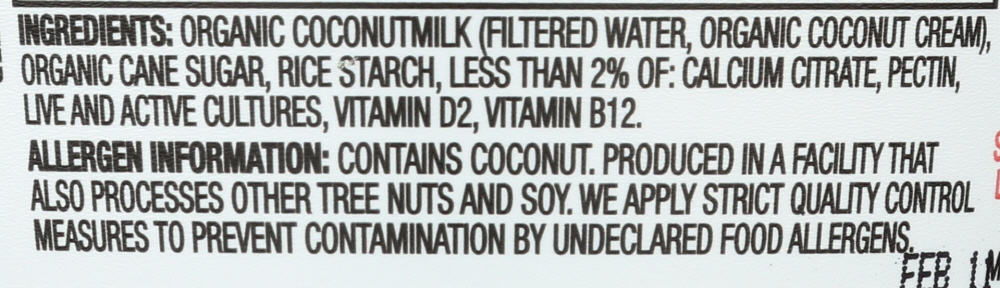 INGREDIENTS: ORGANIC COCONUTMILK (FILTERED WATER, ORGANIC COCONUT CREAM),
ORGANIC CANE SUGAR, RICE STARCH, LESS THAN 2% OF: CALCIUM CITRATE, PECTIN,
LIVE AND ACTIVE CULTURES, VITAMIN D2, VITAMIN B12.
ALLERGEN INFORMATION: CONTAINS COCONUT. PRODUCED IN A FACILITY THAT
ALSO PROCESSES OTHER TREE NUTS AND SOY. WE APPLY STRICT QUALITY CONTROL
MEASURES TO PREVENT CONTAMINATION BY UNDECLARED FOOD ALLERGENS.
FEB